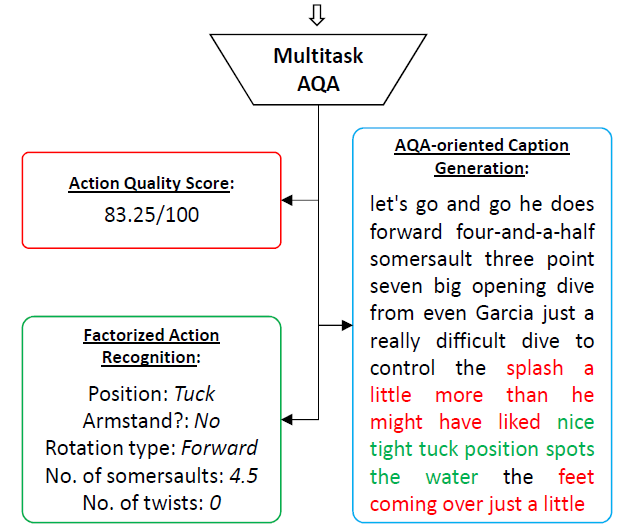 Multitask
AQA
Action Quality Score:
83.25/100
Factorized Action
Recognition:
Position: Tuck
Armstand?: No
Rotation type: Forward
No. of somersaults: 4.5
No. of twists: 0
AQA-oriented Caption
Generation:
let's go and go he does
forward four-and-a-half
somersault three point
seven big opening dive
from even Garcia just a
really difficult dive to
control the splash a
little more than he
might have liked nice
tight tuck position spots
the water the feet
coming over just a little